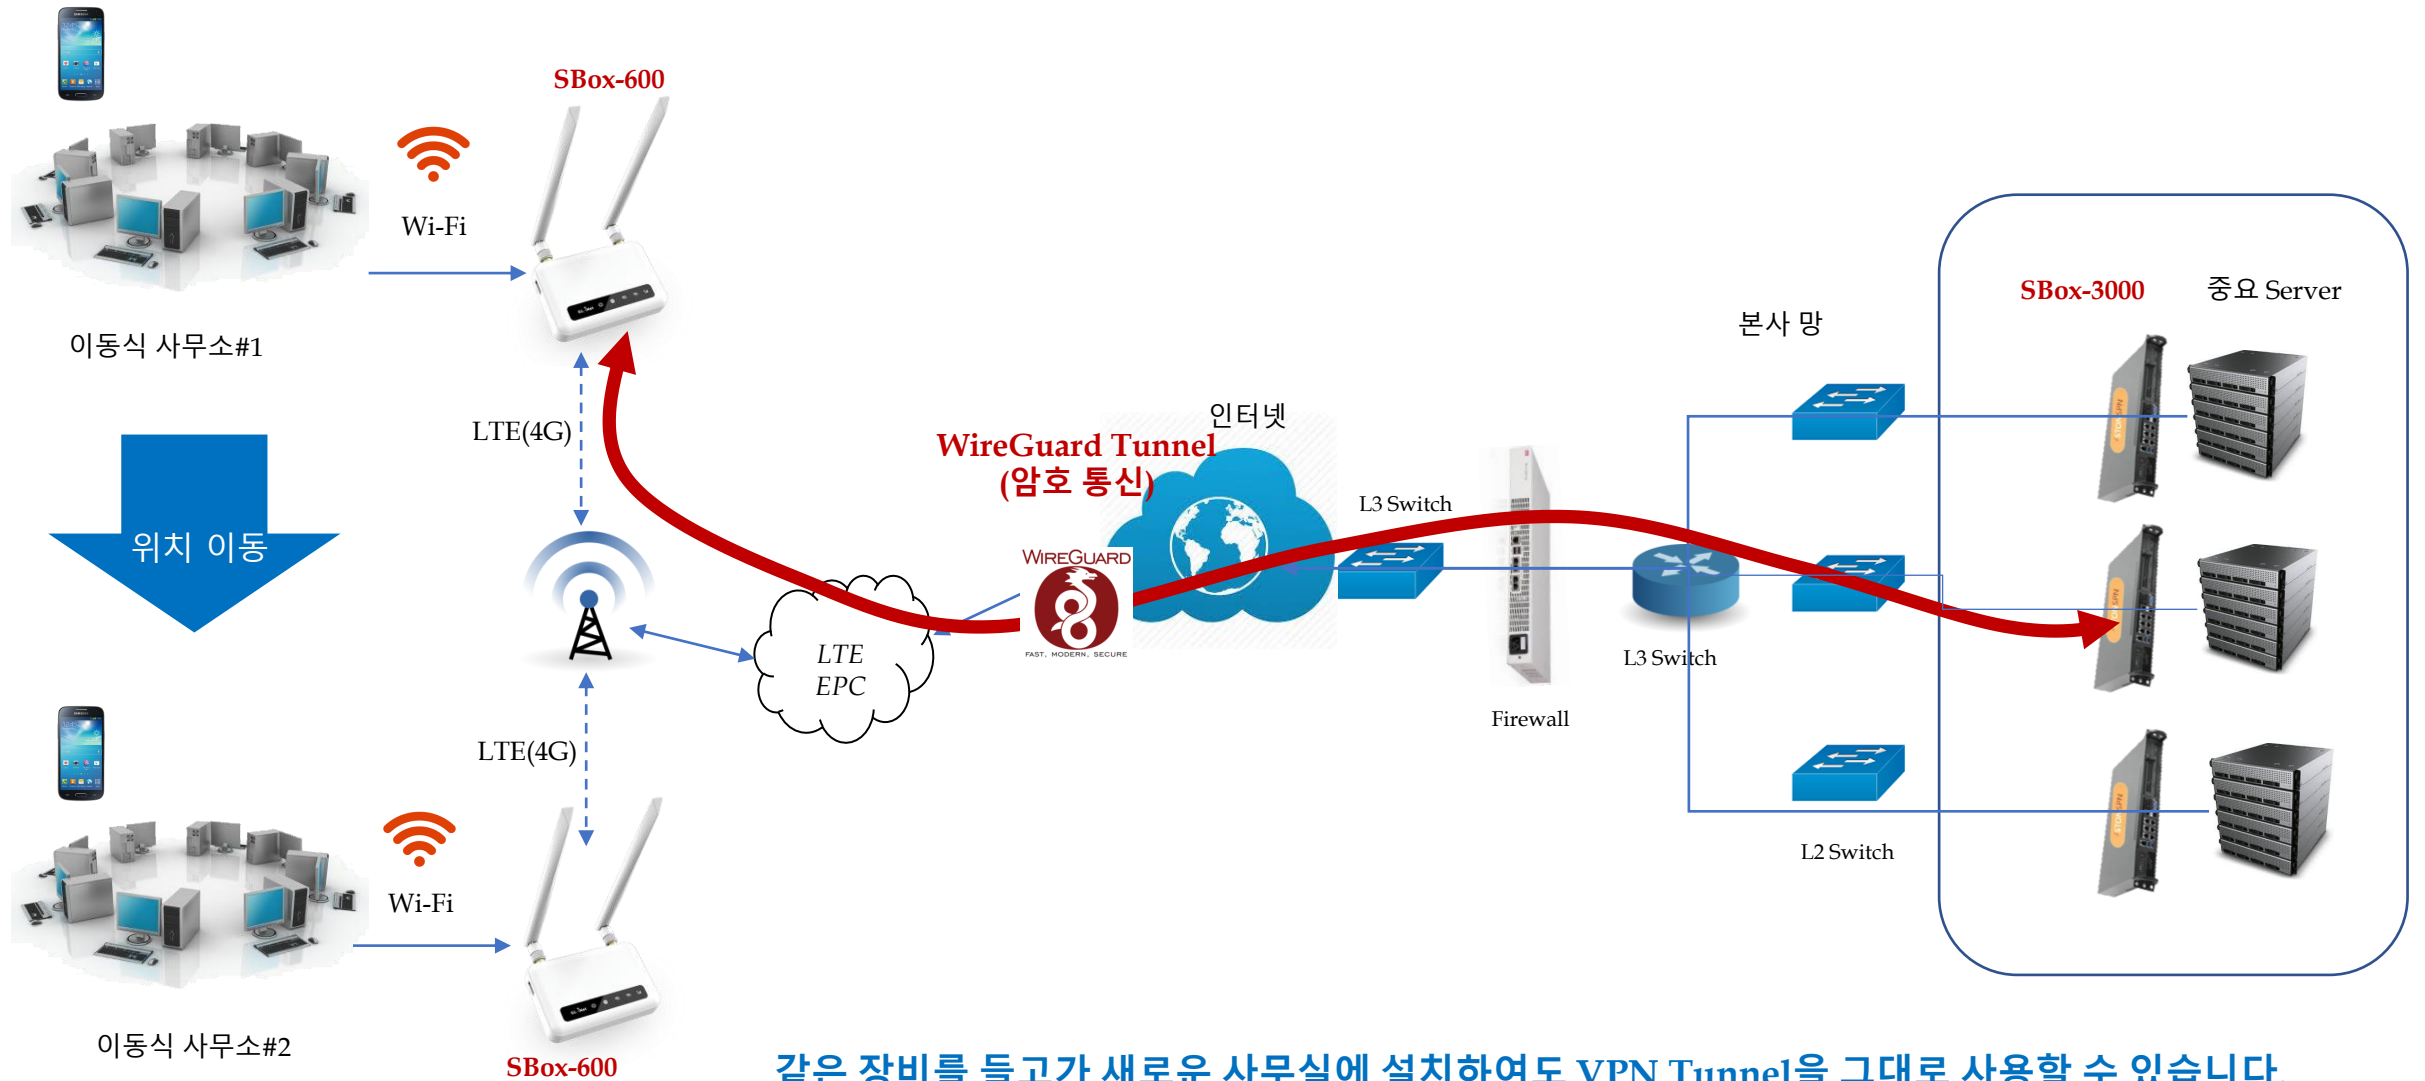 SBox-600
Wi-Fi
이동식 사무소#1
LTE(4G)
위치 이동
LTE(4G)
Wi-Fi
이동식 사무소#2
SBox-600
LTE
EPC
WireGuard Tunnel
(암호 통신)
WIREGUARD
FAST, MODERN, SECURE
인터넷
L3 Switch
Firewall
L3 Switch
본사 망
L2 Switch
SBox-3000
중요 Server
같은 장비를 들고가 새로운 사무실에 설치하여도 VPN Tunnel을 그대로 사용할 수 있습니다.